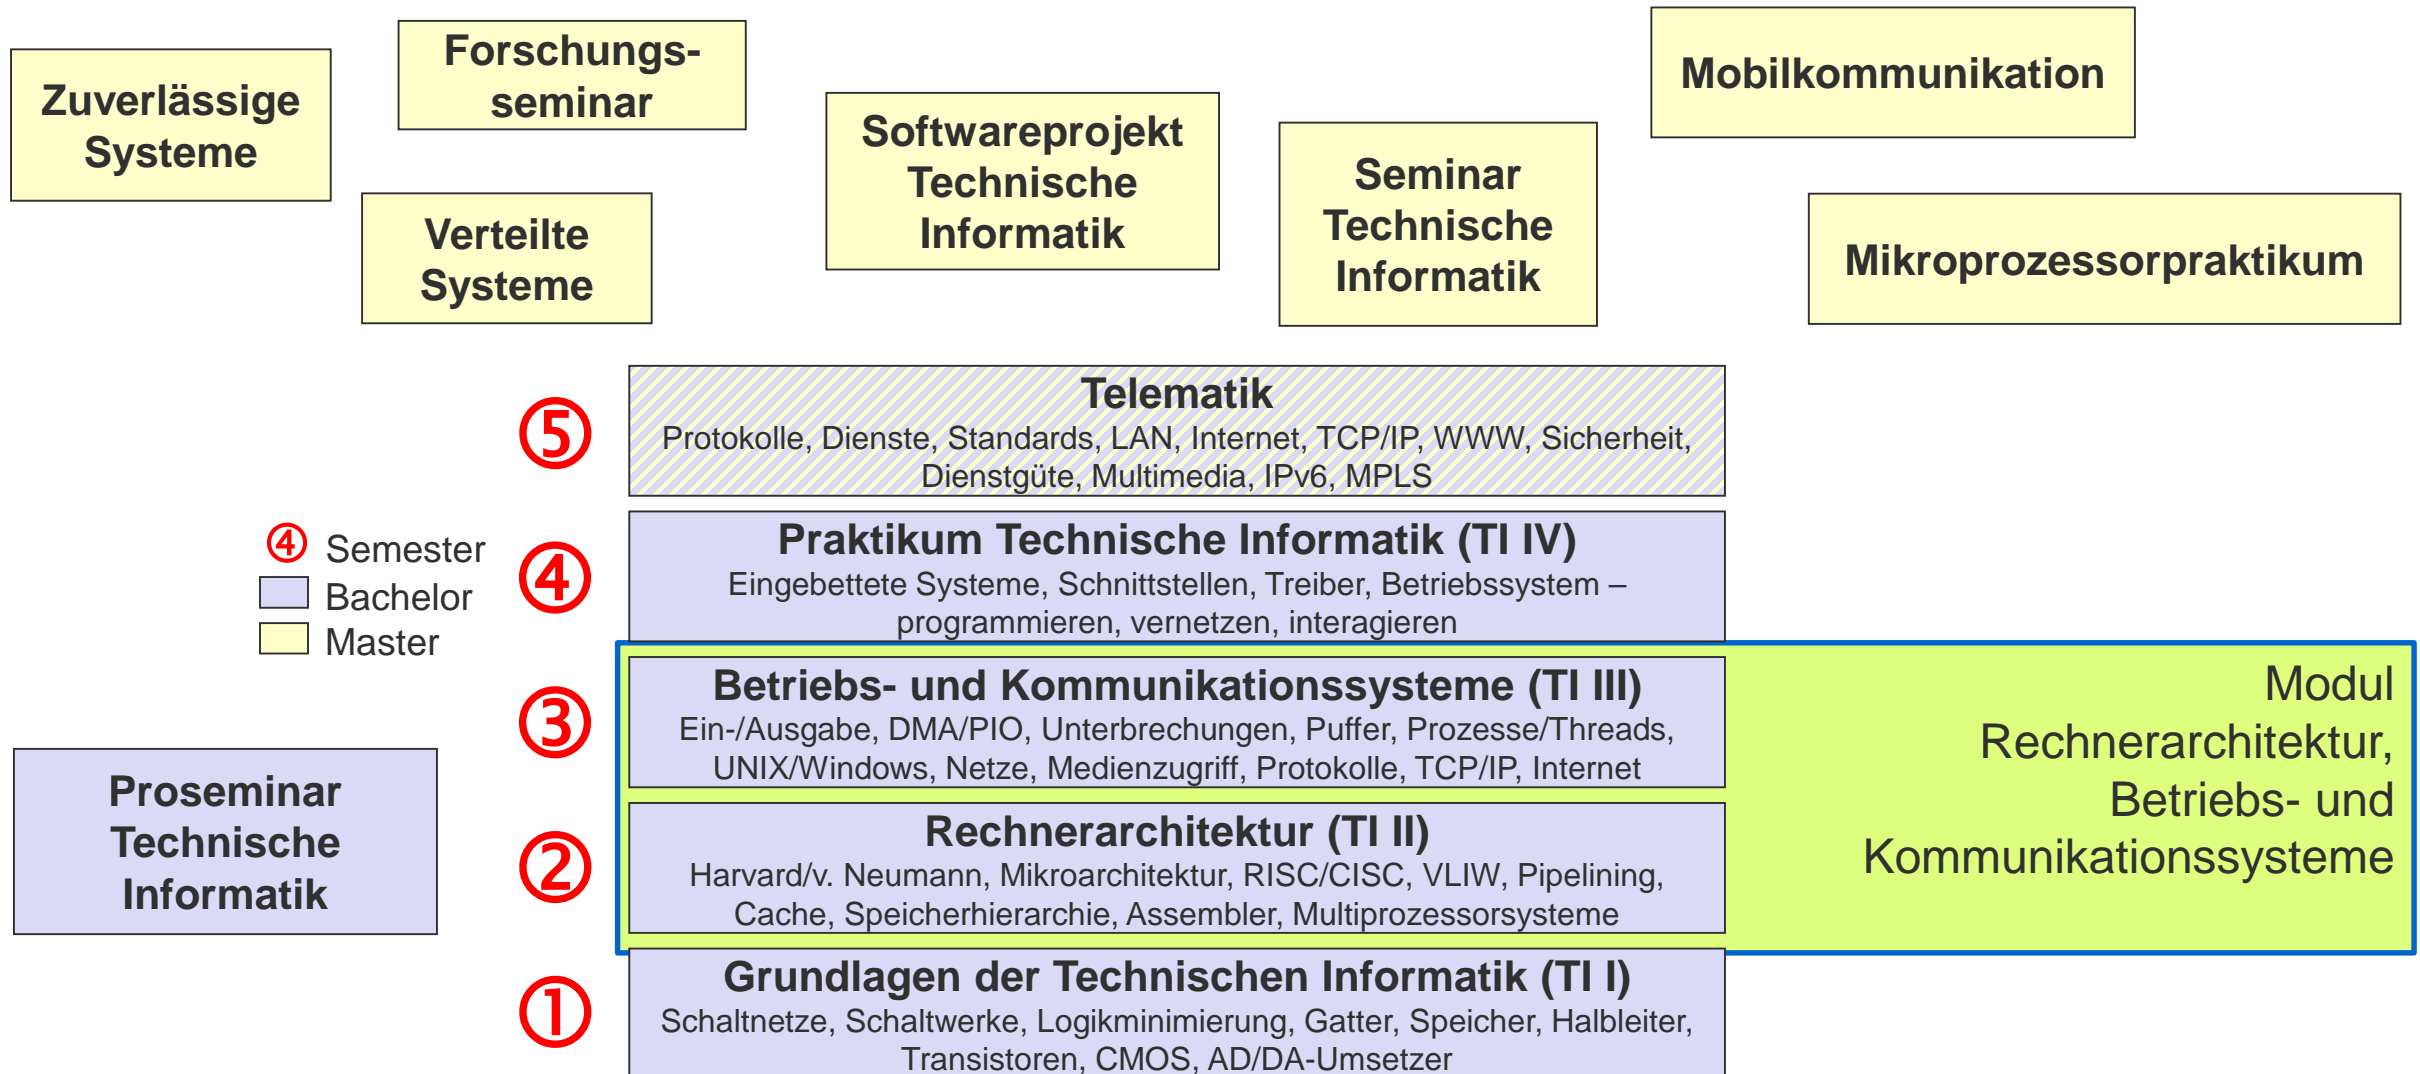 Zuverlässige
Systeme
Forschungs-
seminar
Verteilte
Systeme
Softwareprojekt
Technische
Informatik
Seminar
Technische
Informatik
Mobilkommunikation
Mikroprozessorpraktikum
⑤
Telematik
Protokolle, Dienste, Standards, LAN, Internet, TCP/IP, WWW, Sicherheit,
Dienstgüte, Multimedia, IPv6, MPLS
④ Semester
Bachelor
Master
④
Praktikum Technische Informatik (TI IV)
Eingebettete Systeme, Schnittstellen, Treiber, Betriebssystem –
programmieren, vernetzen, interagieren
③
Betriebs- und Kommunikationssysteme (TI III)
Ein-/Ausgabe, DMA/PIO, Unterbrechungen, Puffer, Prozesse/Threads,
UNIX/Windows, Netze, Medienzugriff, Protokolle, TCP/IP, Internet
Modul
Rechnerarchitektur,
Betriebs- und
Kommunikationssysteme
Proseminar
Technische
Informatik
②
Rechnerarchitektur (TI II)
Harvard/v. Neumann, Mikroarchitektur, RISC/CISC, VLIW, Pipelining,
Cache, Speicherhierarchie, Assembler, Multiprozessorsysteme
①
Grundlagen der Technischen Informatik (TI I)
Schaltnetze, Schaltwerke, Logikminimierung, Gatter, Speicher, Halbleiter,
Transistoren, CMOS, AD/DA-Umsetzer